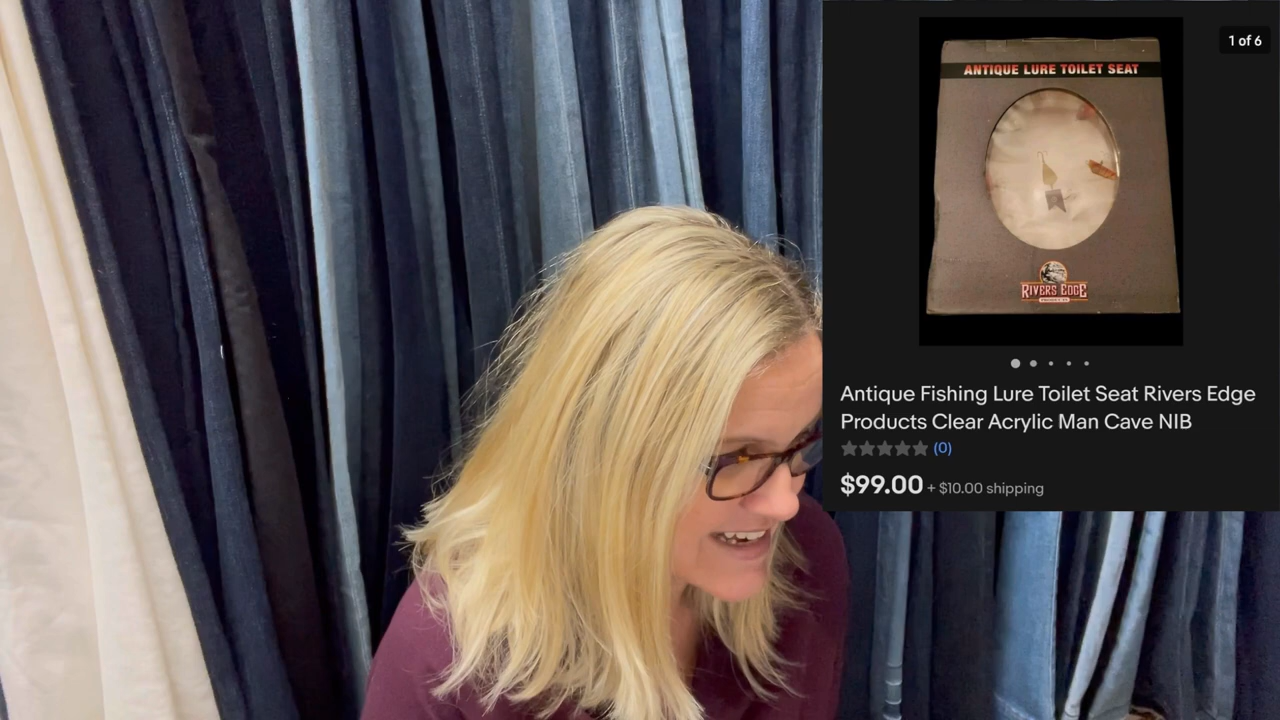 1 of 6
ANTIQUE LURE TOILET SEAT
RIVERS EDGE
Antique Fishing Lure Toilet Seat Rivers Edge
Products Clear Acrylic Man Cave NIB
(0)
$99.00 + $10.00 shipping